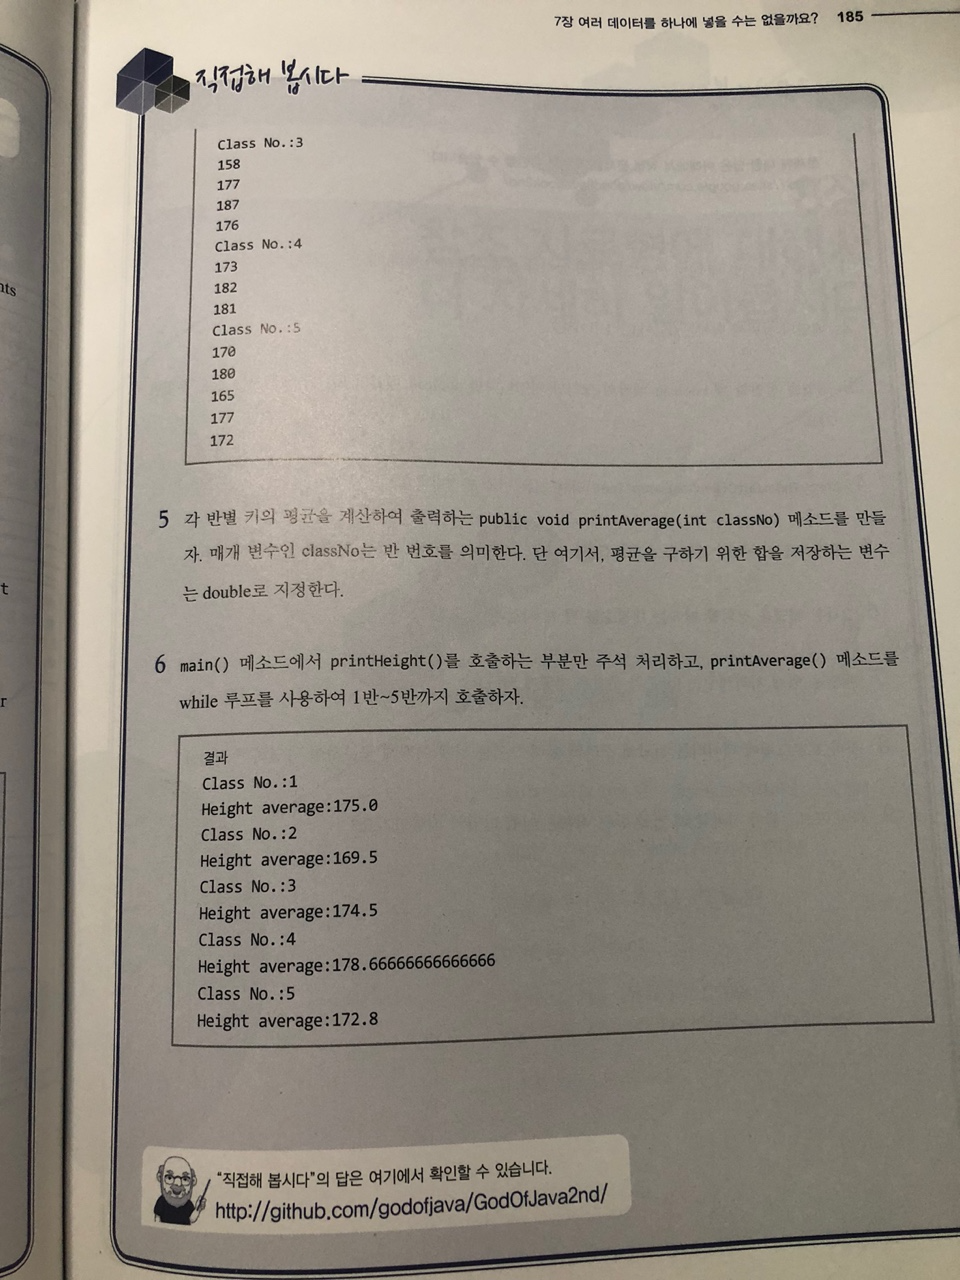 7장 여러 데이터를 하나에 넣을 수는 없을까요? 185
직접해 봅시다
Class No.:3
158
177
187
176
Class No.:4
173
182
181
Class No.:5
170
180
165
177
172
5 각 반별 키의 평균을 계산하여 출력하는 public void printAverage(int classNo) 메소드를 만들
자. 매개 변수인 classNo는 반 번호를 의미한다. 단 여기서, 평균을 구하기 위한 합을 저장하는 변수
는 double로 지정한다.
6 main() 메소드에서 printHeight()를 호출하는 부분만 주석 처리하고, printAverage() 메소드를
while 루프를 사용하여 1반~5반까지 호출하자.
결과
Class No.:1
Height average:175.0
Class No.:2
Height average:169.5
Class No.:3
Height average:174.5
Class No.:4
Height average:178.66666666666666
Class No.:5
Height average:172.8
"직접해 봅시다"의 답은 여기에서 확인할 수 있습니다.
http://github.com/godofjava/GodOfJava2nd/